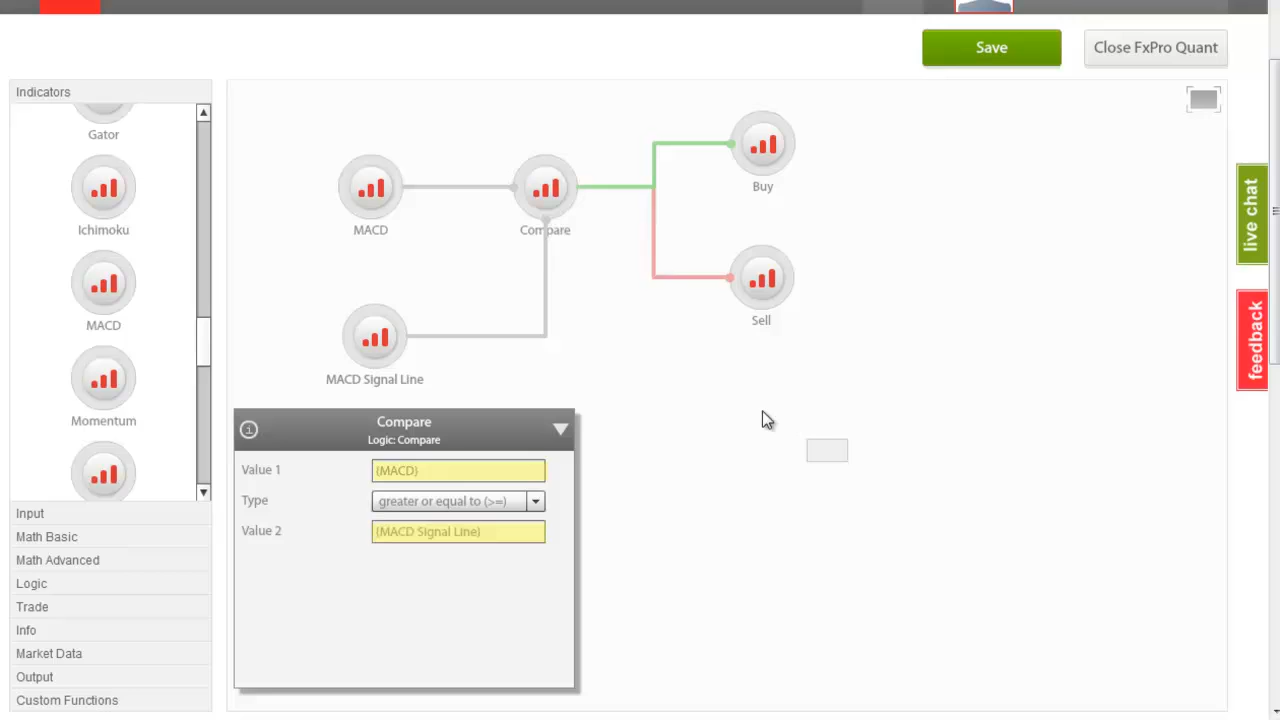 Save
Close FxPro Quant
Indicators
Gator
Ichimoku
MACD
Momentum
Input
Math Basic
Math Advanced
Logic
Trade
Info
Market Data
Output
Custom Functions
MACD
Compare
Buy
Sell
MACD Signal Line
Compare
Logic: Compare
Value 1
(MACD)
Type
greater or equal to (>=)
Value 2
(MACD Signal Line)
live chat
feedback